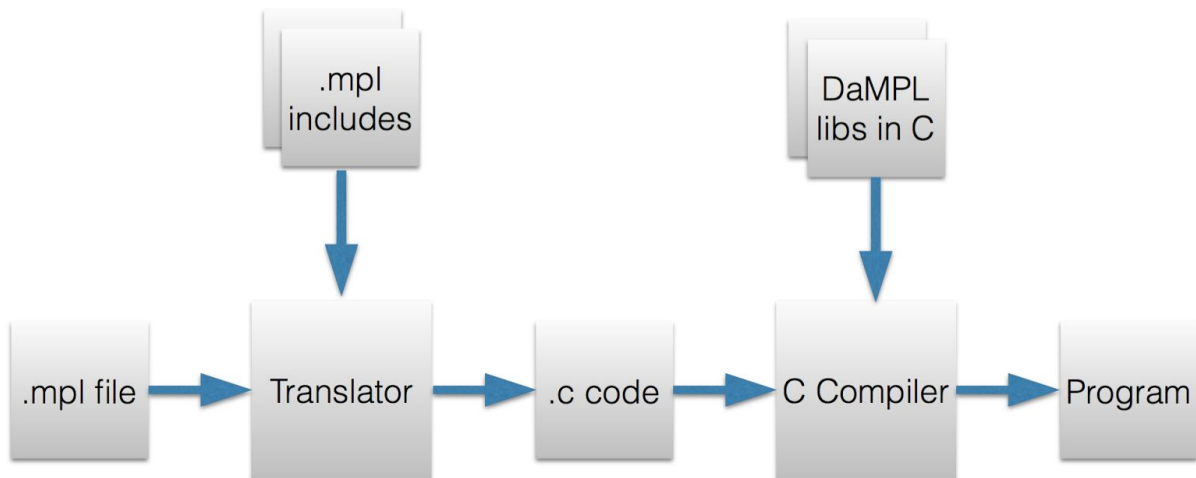 .mpl
includes
DaMPL
libs in C
.mpl file
Translator
.c code
C Compiler
Program